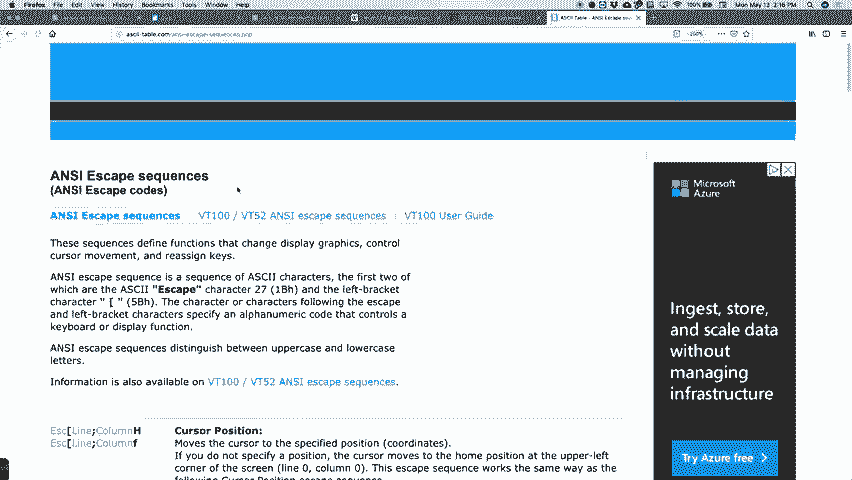 Firefox File Edit View History Bookmarks Tools Window Help
100% Mon May 13 2:16 PM
ASCII Table - ANSI Escape
ascii-table.com/ansi-escape-sequences.php
ANSI Escape sequences
(ANSI Escape codes)
ANSI Escape sequences VT100 / VT52 ANSI escape sequences VT100 User Guide
These sequences define functions that change display graphics, control
cursor movement, and reassign keys.
ANSI escape sequence is a sequence of ASCII characters, the first two of
which are the ASCII "Escape" character 27 (1Bh) and the left-bracket
character " [ " (5Bh). The character or characters following the escape
and left-bracket characters specify an alphanumeric code that controls a
keyboard or display function.
ANSI escape sequences distinguish between uppercase and lowercase
letters.
Information is also available on VT100 / VT52 ANSI escape sequences.
Esc[Line;ColumnH
Esc[Line;Columnf
Cursor Position:
Moves the cursor to the specified position (coordinates).
If you do not specify a position, the cursor moves to the home position at the upper-left
corner of the screen (line 0, column 0). This escape sequence works the same way as the
following Cursor Position escape sequence.
Microsoft
Azure
Ingest, store,
and scale data
without
managing
infrastructure
Try Azure free